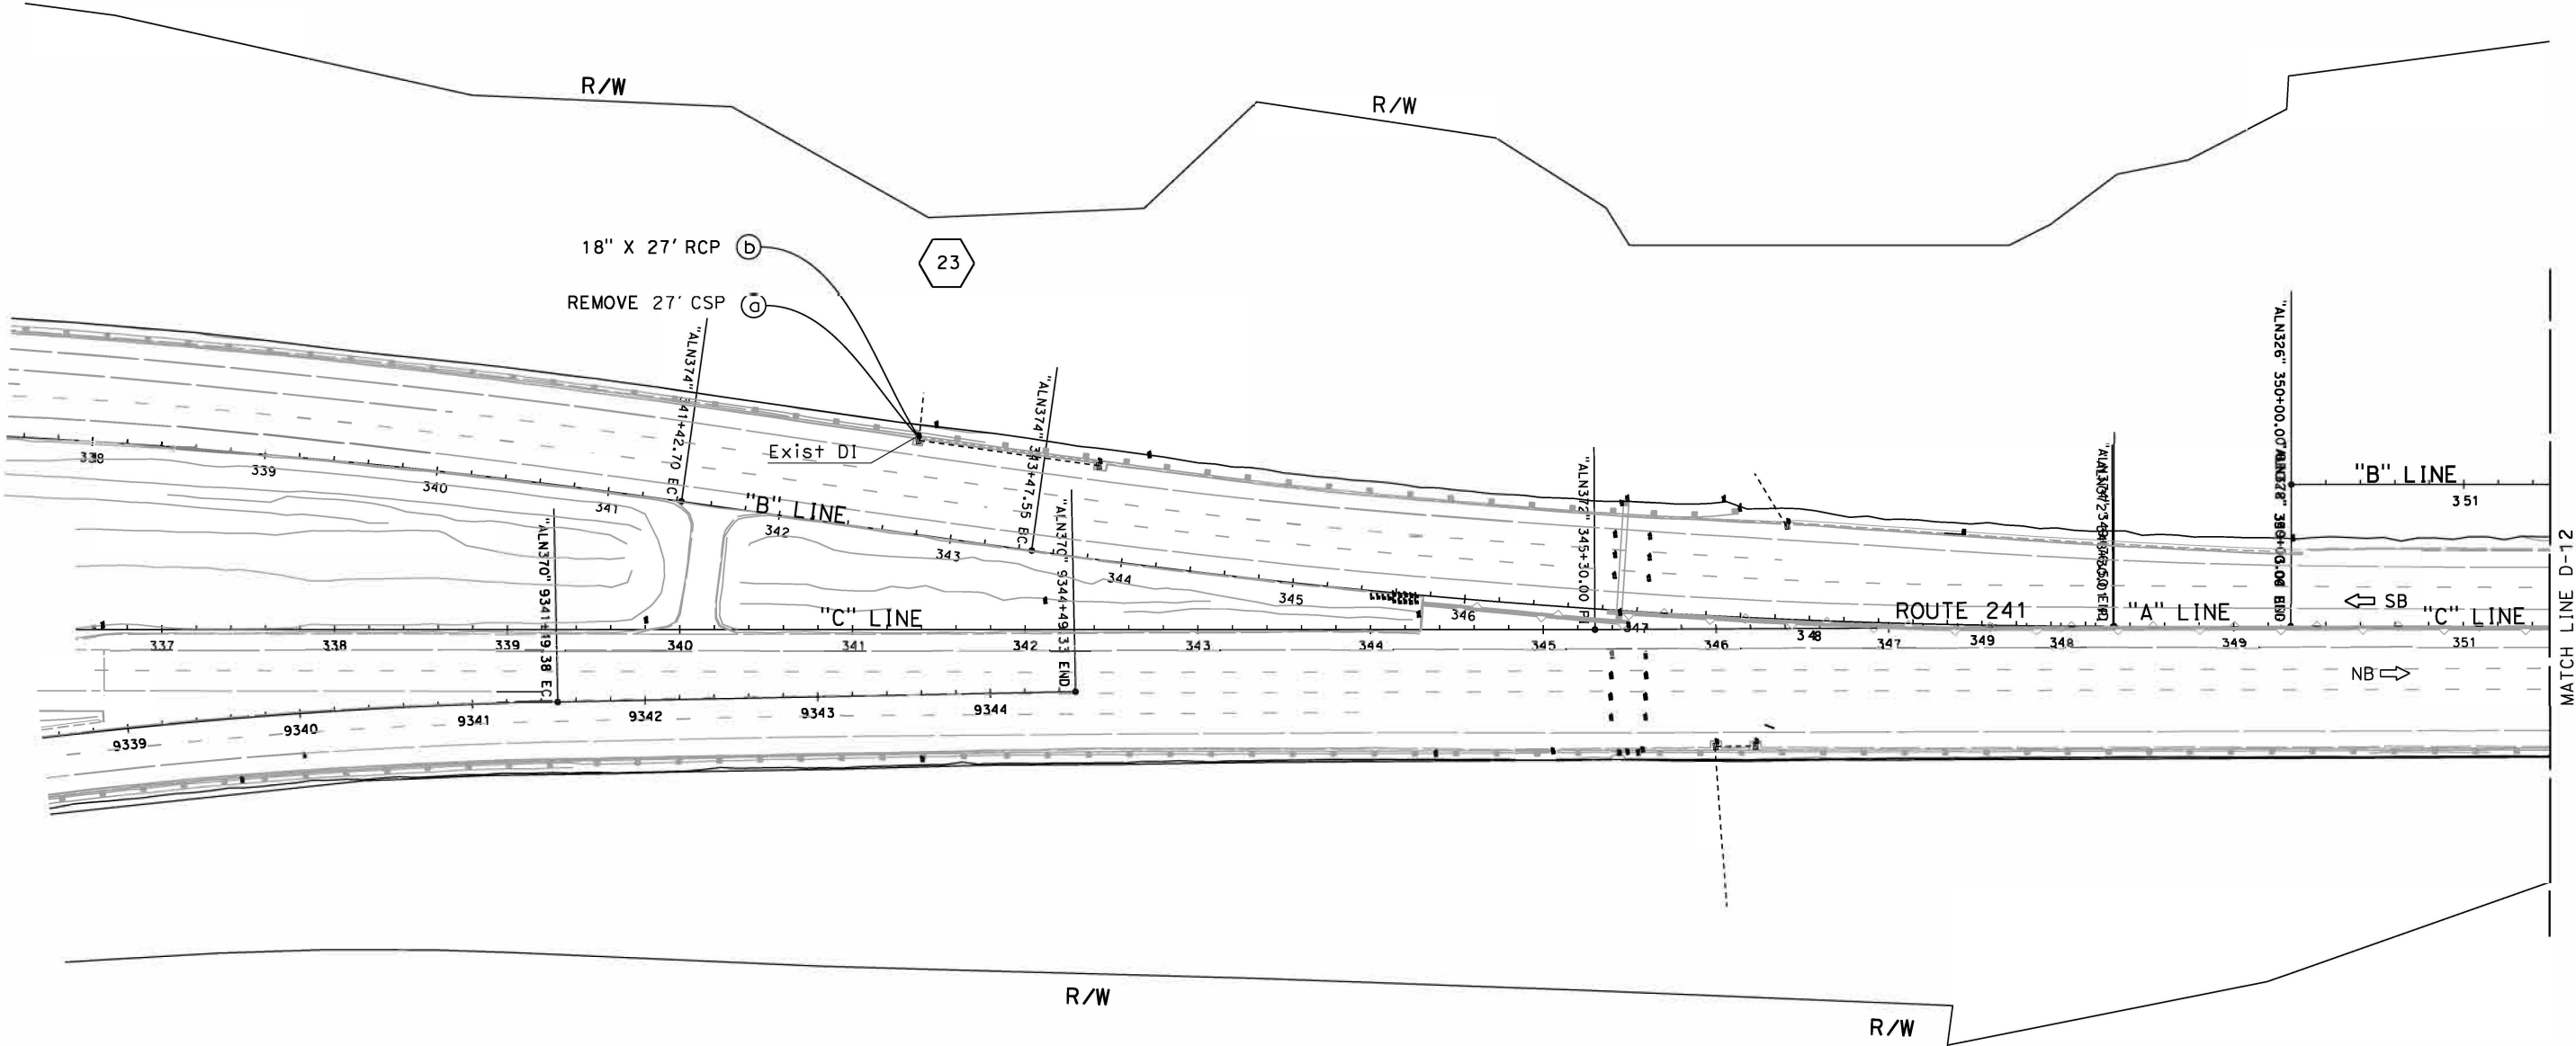 R/W
R/W
18" X 27' RCP b
23
REMOVE 27' CSP a
Exist DI
"ALN374" 341+42.70 EC
"ALN374" 343+47.55 BC
"ALN370" 9341+49.38 EC
"ALN370" 9344+49.33 END
"ALN372" 345+30.00
"ALN326" 350+00.00
338
339
340
341
"B" LINE
342
343
344
345
346
347
348
349
"B" LINE
351
ROUTE 241
"A" LINE
SB
"C" LINE
"C" LINE
337
338
339
340
341
342
343
344
345
346
347
348
349
351
NB
9339
9340
9341
9342
9343
9344
MATCH LINE D-12
R/W
R/W